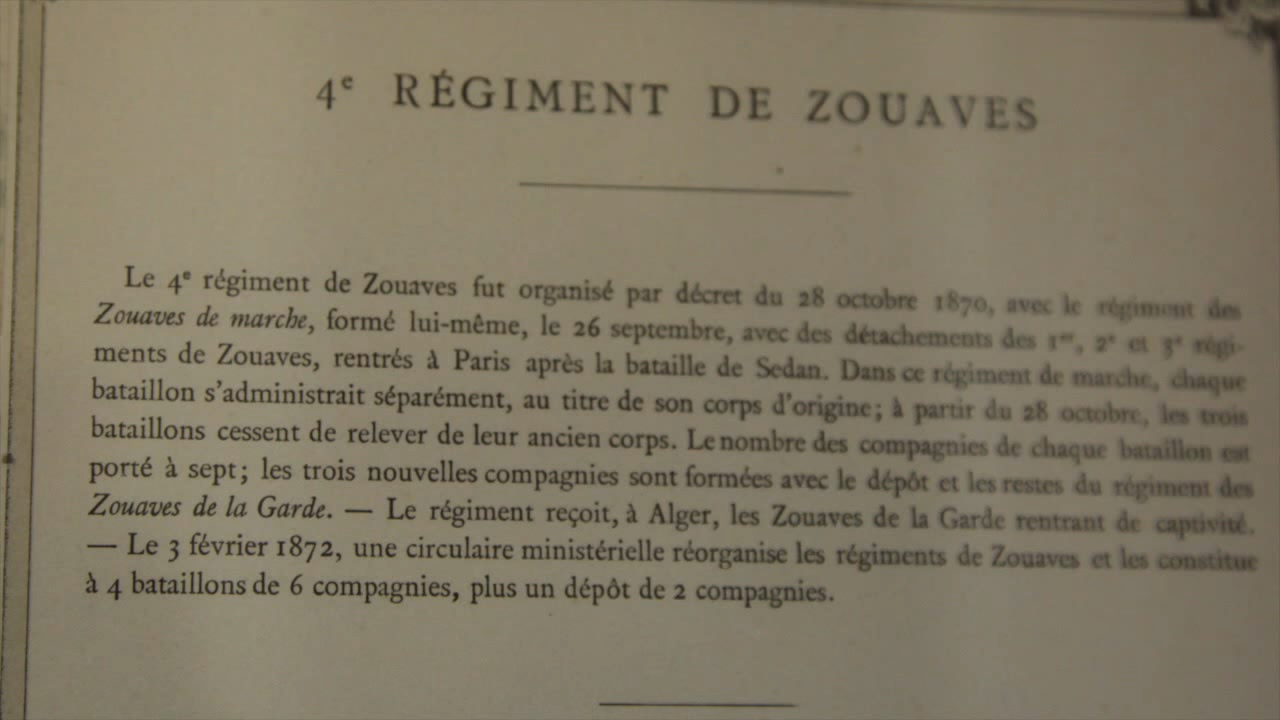 4e RÉGIMENT DE ZOUAVES
Le 4e régiment de Zouaves fut organisé par décret du 28 octobre 1870, avec le régiment des
Zouaves de marche, formé lui-même, le 26 septembre, avec des détachements des 1er, 2e et 3e régi-
ments de Zouaves, rentrés à Paris après la bataille de Sedan. Dans ce régiment de marche, chaque
bataillon s'administrait séparément, au titre de son corps d'origine; à partir du 28 octobre, les trois
bataillons cessent de relever de leur ancien corps. Le nombre des compagnies de chaque bataillon est
porté à sept; les trois nouvelles compagnies sont formées avec le dépôt et les restes du régiment des
Zouaves de la Garde. — Le régiment reçoit, à Alger, les Zouaves de la Garde rentrant de captivité.
— Le 3 février 1872, une circulaire ministérielle réorganise les régiments de Zouaves et les constitue
à 4 bataillons de 6 compagnies, plus un dépôt de 2 compagnies.